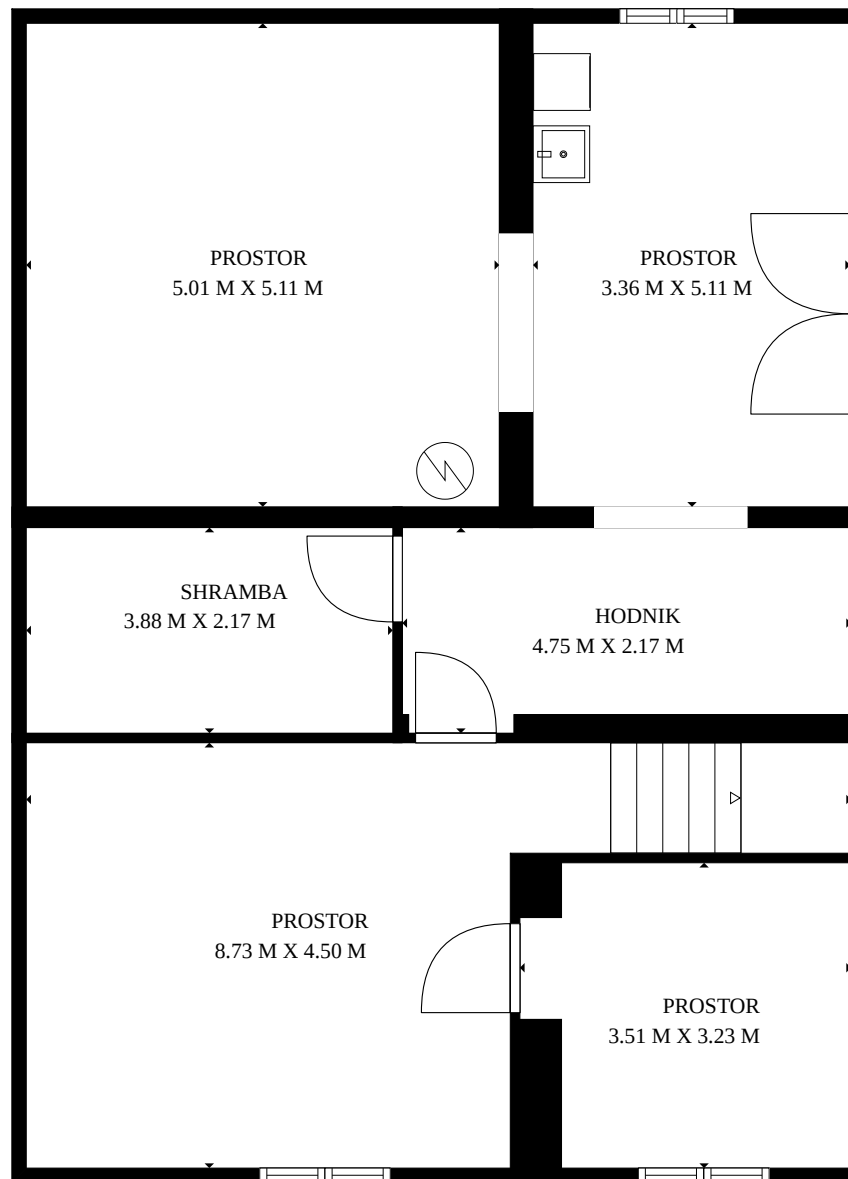 PROSTOR
5.01 M X 5.11 M
PROSTOR
3.36 M X 5.11 M
SHRAMBA
3.88 M X 2.17 M
HODNIK
4.75 M X 2.17 M
PROSTOR
8.73 M X 4.50 M
PROSTOR
3.51 M X 3.23 M